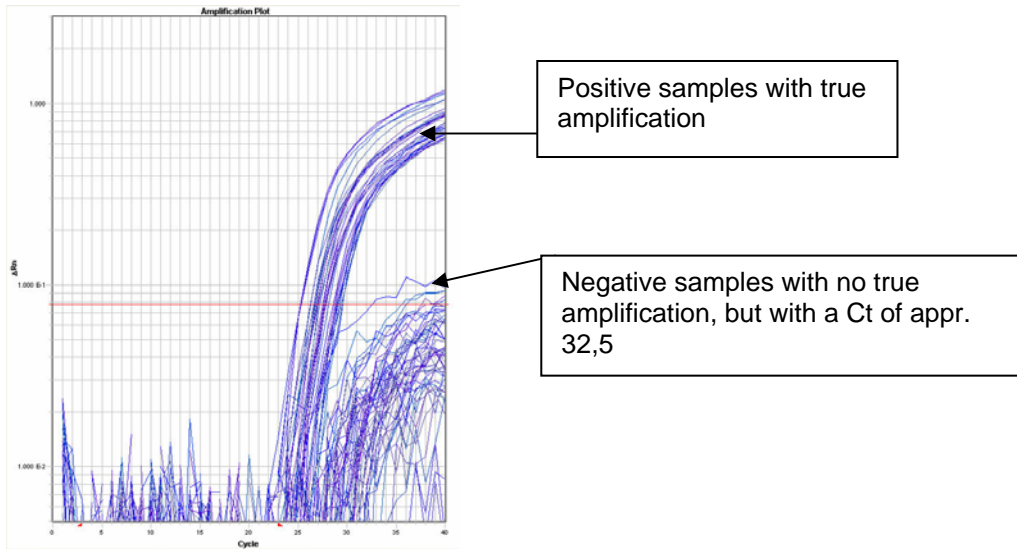 Amplification Plot
1.000
1.000 E-1
1.000 E-2
ΔRn
0 5 10 15 20 25 30 35 40
Cycle
Positive samples with true
amplification
Negative samples with no true
amplification, but with a Ct of appr.
32,5